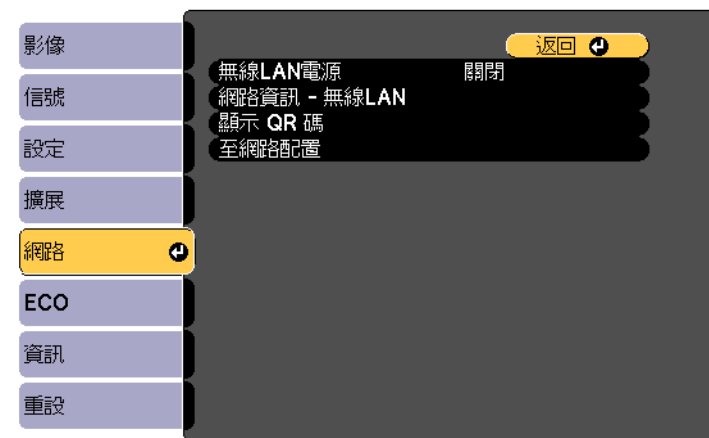 影像
信號
設定
擴展
網路
ECO
資訊
重設
返回
無線LAN電源 關閉
網路資訊 - 無線LAN
顯示 QR 碼
至網路配置